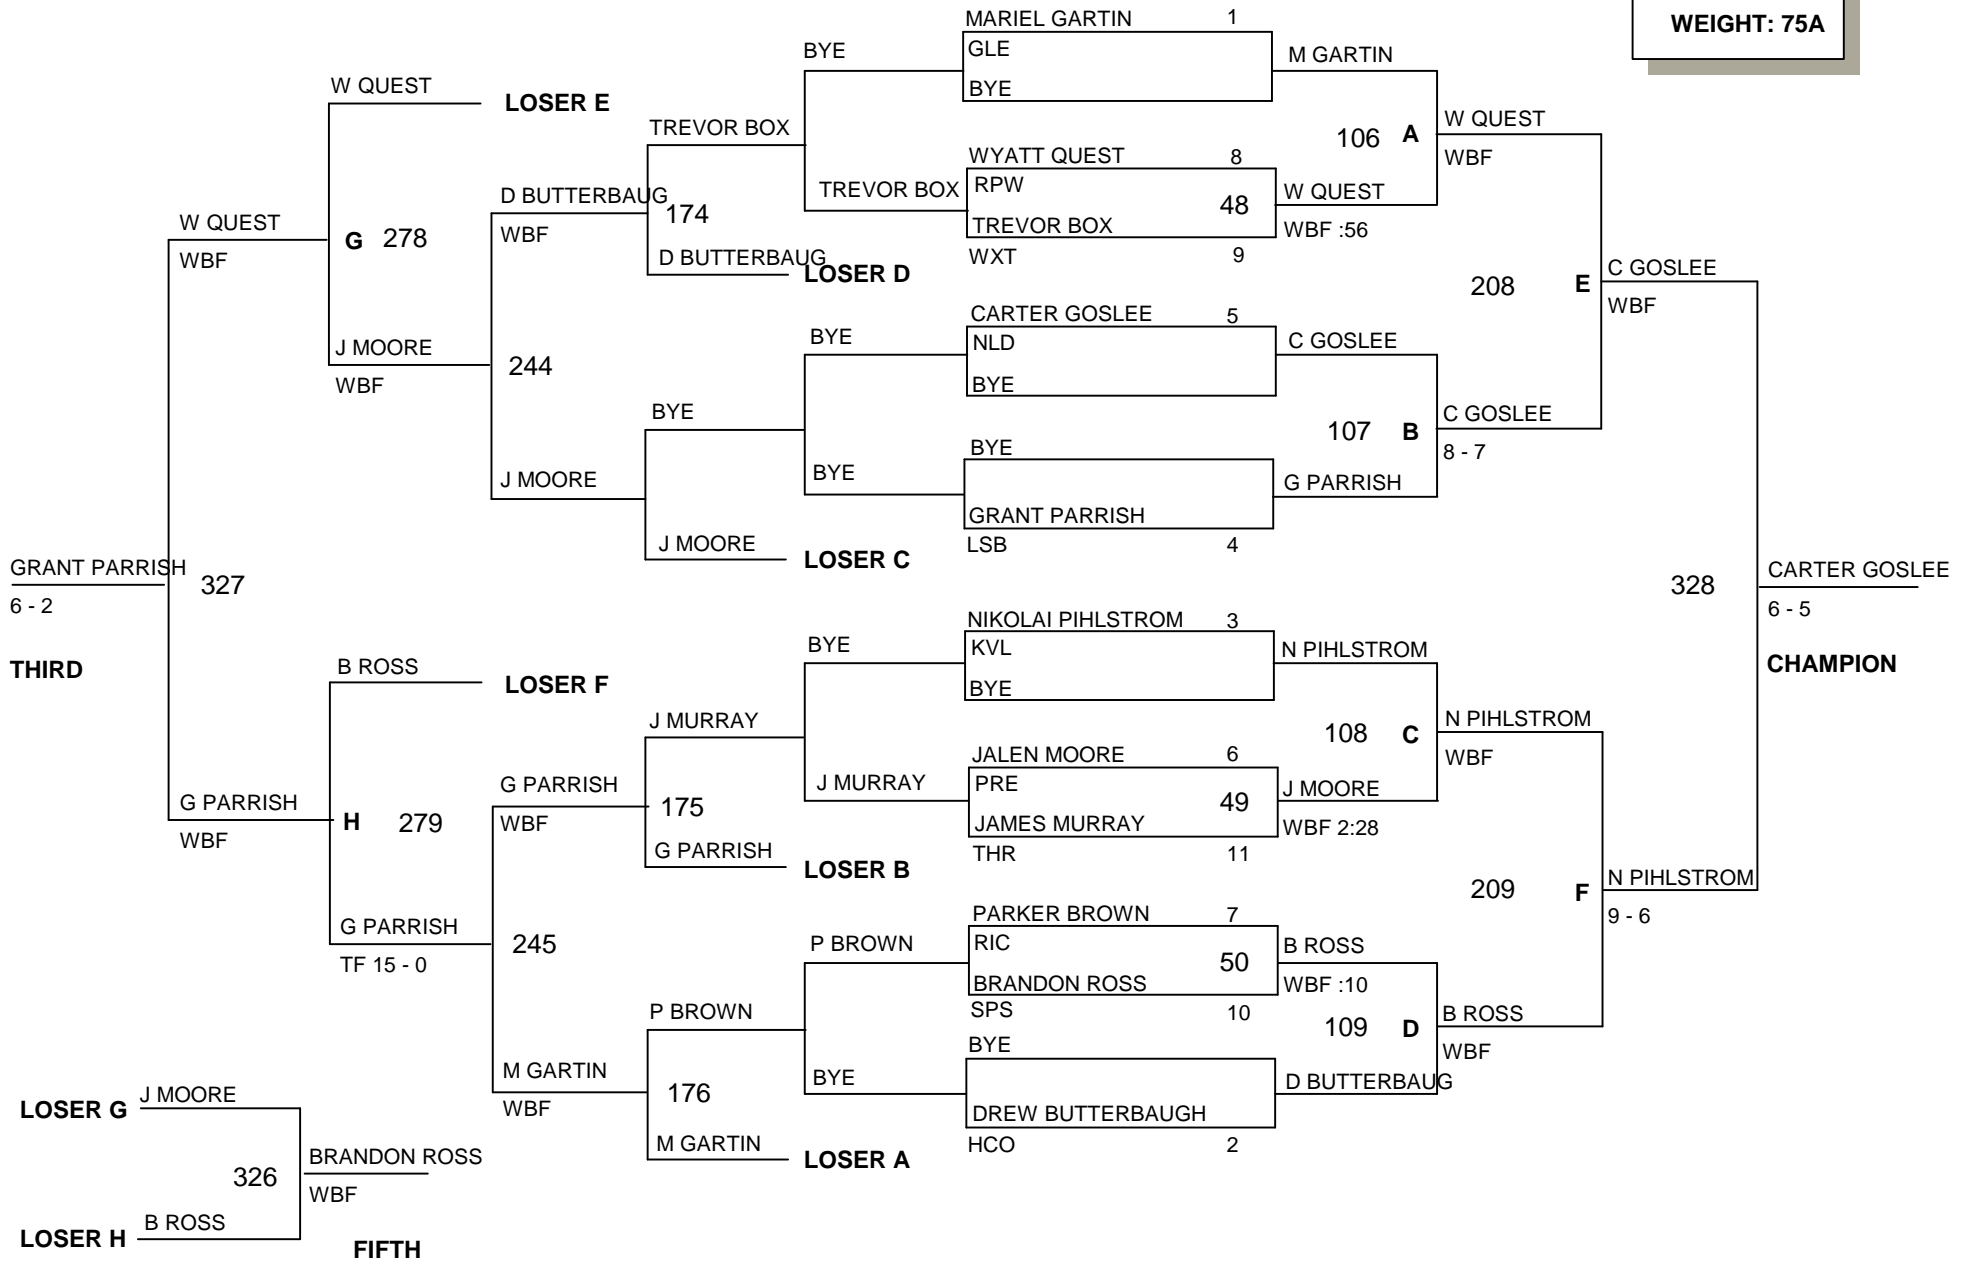 WEIGHT: 75A
MARIEL GARTIN 1
GLE
BYE
M GARTIN
WYATT QUEST 8
RPW
48
TREVOR BOX
WXT 9
W QUEST
WBF :56
106 A
W QUEST
WBF
CARTER GOSLEE 5
NLD
BYE
C GOSLEE
BYE
GRANT PARRISH
LSB 4
G PARRISH
107 B
C GOSLEE
8 - 7
208 E
C GOSLEE
WBF
NIKOLAI PIHLSTROM 3
KVL
BYE
N PIHLSTROM
JALEN MOORE 6
PRE
49
JAMES MURRAY
THR 11
J MOORE
WBF 2:28
108 C
N PIHLSTROM
WBF
PARKER BROWN 7
RIC
50
BRANDON ROSS
SPS 10
B ROSS
WBF :10
BYE
DREW BUTTERBAUGH
HCO 2
D BUTTERBAUG
109 D
B ROSS
WBF
209 F
N PIHLSTROM
9 - 6
328
CARTER GOSLEE
6 - 5
CHAMPION
BYE
TREVOR BOX
TREVOR BOX
174
D BUTTERBAUG
LOSER D
D BUTTERBAUG
WBF
BYE
BYE
BYE
J MOORE
LOSER C
J MOORE
244
W QUEST
LOSER E
G 278
J MOORE
WBF
W QUEST
WBF
BYE
J MURRAY
J MURRAY
175
G PARRISH
LOSER B
G PARRISH
WBF
P BROWN
BYE
P BROWN
176
M GARTIN
LOSER A
M GARTIN
WBF
245
B ROSS
LOSER F
H 279
G PARRISH
TF 15 - 0
G PARRISH
WBF
327
GRANT PARRISH
6 - 2
THIRD
LOSER G
J MOORE
326
LOSER H
B ROSS
BRANDON ROSS
WBF
FIFTH